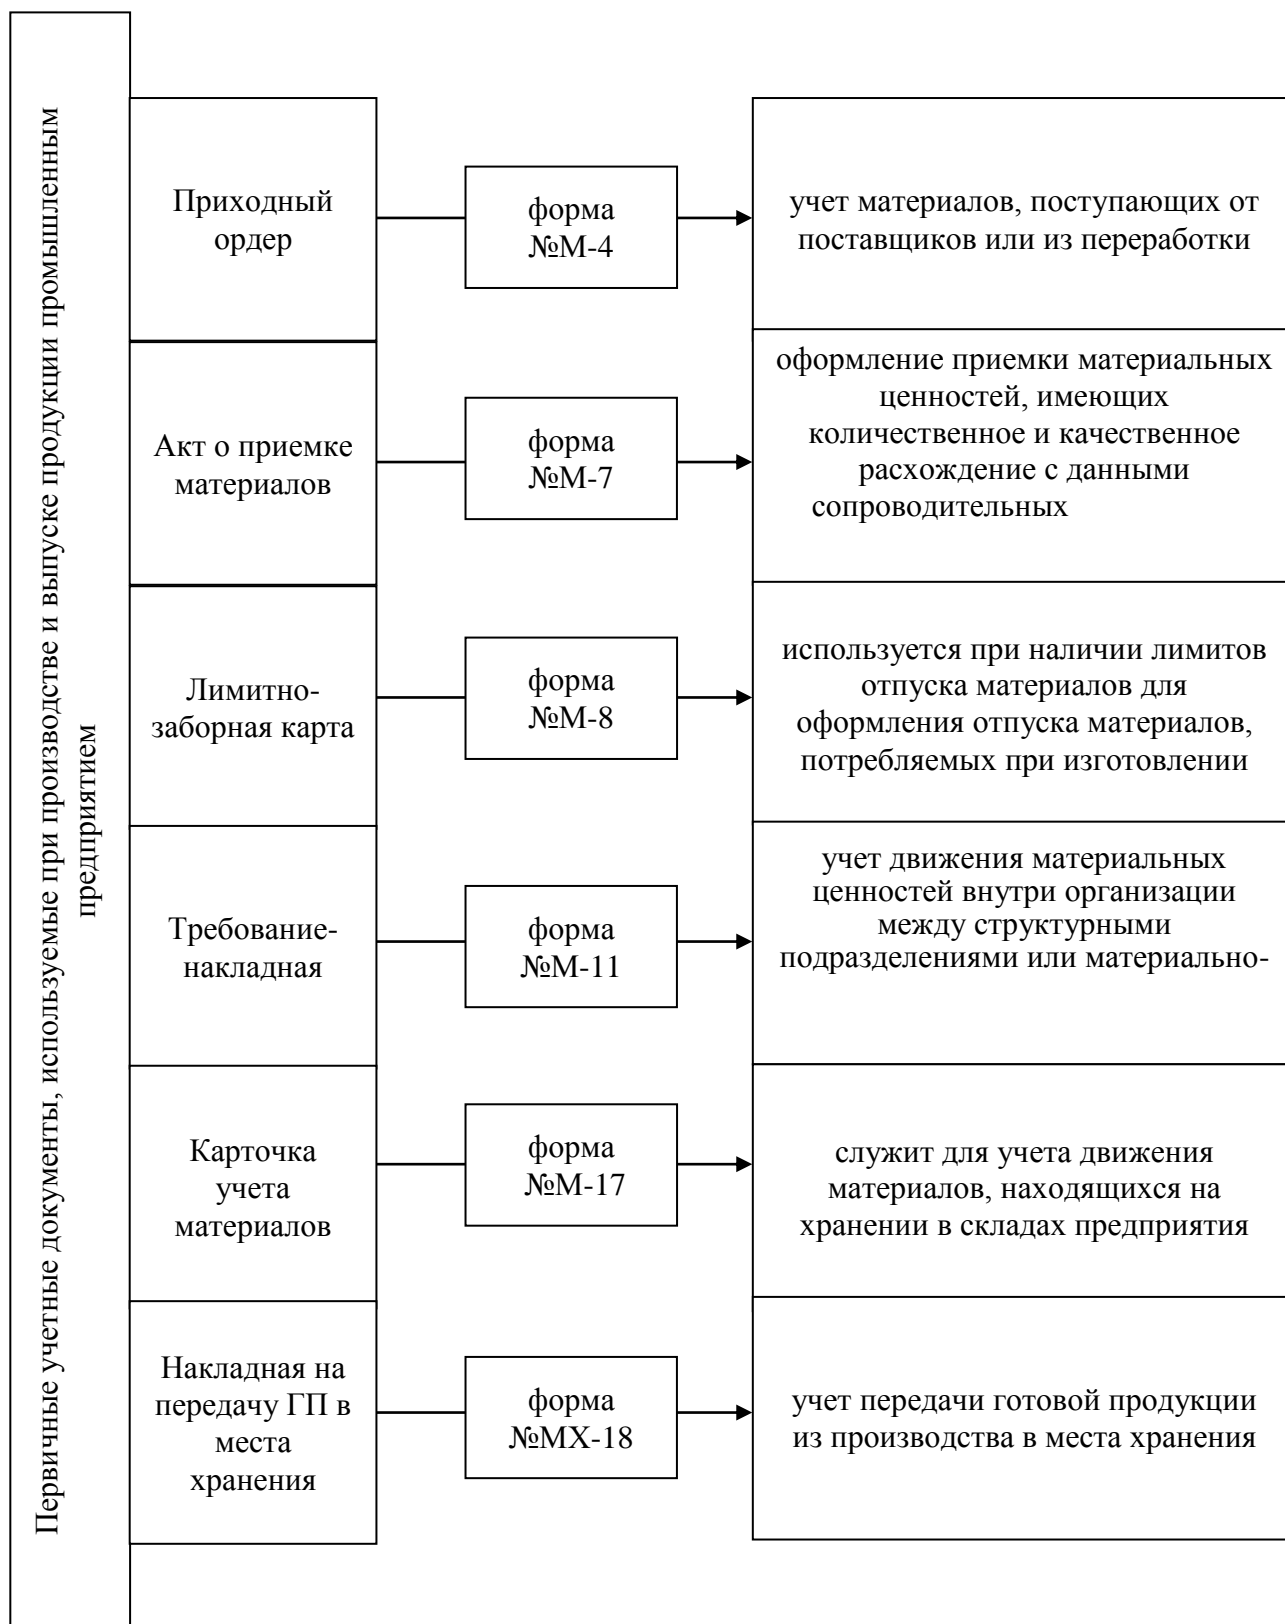 Первичные учетные документы, используемые при производстве и выпуске продукции промышленным
предприятием
Приходный
ордер
форма
№М-4
учет материалов, поступающих от
поставщиков или из переработки
Акт о приемке
материалов
форма
№М-7
оформление приемки материальных
ценностей, имеющих
количественное и качественное
расхождение с данными
сопроводительных
Лимитно-
заборная карта
форма
№М-8
используется при наличии лимитов
отпуска материалов для
оформления отпуска материалов,
потребляемых при изготовлении
Требование-
накладная
форма
№М-11
учет движения материальных
ценностей внутри организации
между структурными
подразделениями или материально-
Карточка
учета
материалов
форма
№М-17
служит для учета движения
материалов, находящихся на
хранении в складах предприятия
Накладная на
передачу ГП в
места
хранения
форма
№МХ-18
учет передачи готовой продукции
из производства в места хранения